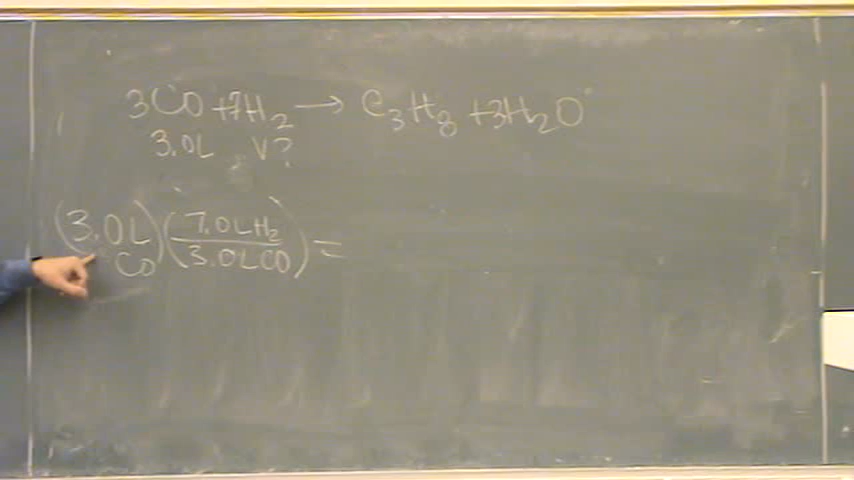 3CO + 7H₂ → C₃H₈ + 3H₂O
3.0L V?
(3.0L CO) (7.0L H₂ / 3.0L CO) =